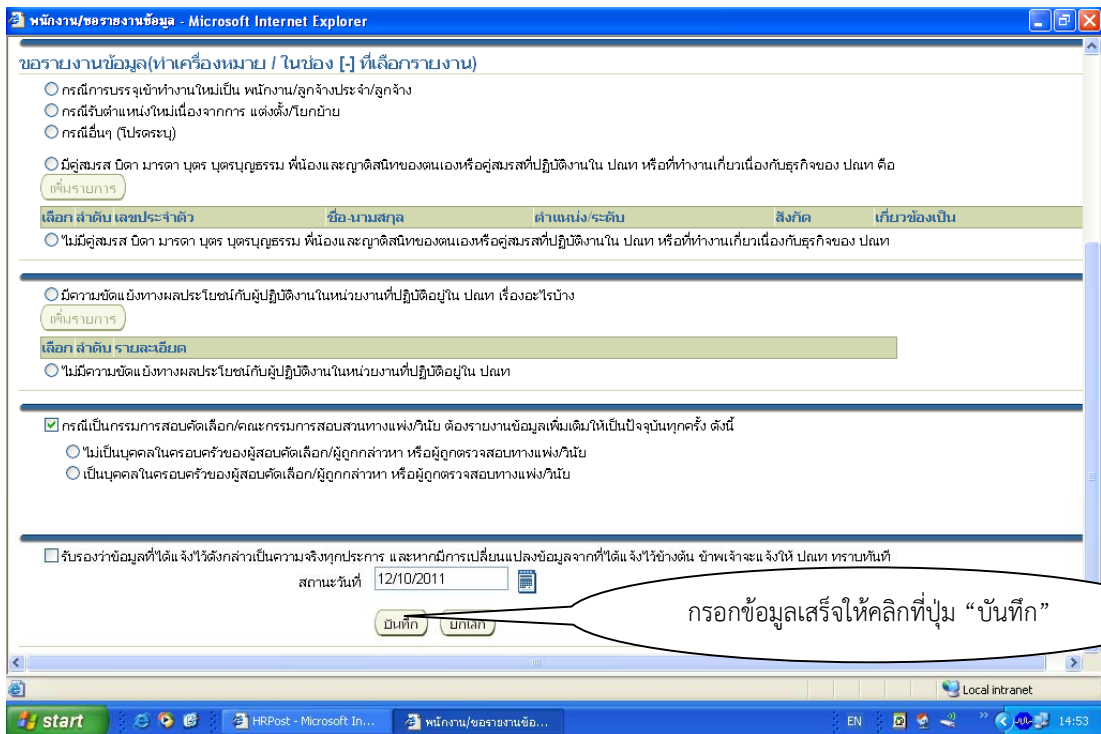 พนักงาน/ขอรายงานข้อมูล - Microsoft Internet Explorer
ขอรายงานข้อมูล(ทำเครื่องหมาย / ในช่อง [-] ที่เลือกรายงาน)
กรณีการบรรจุเข้าทำงานใหม่เป็น พนักงาน/ลูกจ้างประจำ/ลูกจ้าง
กรณีรับตำแหน่งใหม่เนื่องจากการ แต่งตั้ง/โยกย้าย
กรณีอื่นๆ (โปรดระบุ)
มีคู่สมรส บิดา มารดา บุตร บุตรบุญธรรม พี่น้องและญาติสนิทของตนเองหรือคู่สมรสที่ปฏิบัติงานใน ปณท หรือที่ทำงานเกี่ยวเนื่องกับธุรกิจของ ปณท คือ
เพิ่มรายการ
เลือก ลำดับ เลขประจำตัว ชื่อ-นามสกุล ตำแหน่ง/ระดับ สังกัด เกี่ยวข้องเป็น
ไม่มีคู่สมรส บิดา มารดา บุตร บุตรบุญธรรม พี่น้องและญาติสนิทของตนเองหรือคู่สมรสที่ปฏิบัติงานใน ปณท หรือที่ทำงานเกี่ยวเนื่องกับธุรกิจของ ปณท
มีความขัดแย้งทางผลประโยชน์กับผู้ปฏิบัติงานในหน่วยงานที่ปฏิบัติอยู่ใน ปณท เรื่องอะไรบ้าง
เพิ่มรายการ
เลือก ลำดับ รายละเอียด
ไม่มีความขัดแย้งทางผลประโยชน์กับผู้ปฏิบัติงานในหน่วยงานที่ปฏิบัติอยู่ใน ปณท
กรณีเป็นกรรมการสอบคัดเลือก/คณะกรรมการสอบสวนทางแพ่ง/วินัย ต้องรายงานข้อมูลเพิ่มเติมให้เป็นปัจจุบันทุกครั้ง ดังนี้
ไม่เป็นบุคคลในครอบครัวของผู้สอบคัดเลือก/ผู้ถูกกล่าวหา หรือผู้ถูกตรวจสอบทางแพ่ง/วินัย
เป็นบุคคลในครอบครัวของผู้สอบคัดเลือก/ผู้ถูกกล่าวหา หรือผู้ถูกตรวจสอบทางแพ่ง/วินัย
รับรองว่าข้อมูลที่ได้แจ้งไว้ดังกล่าวเป็นความจริงทุกประการ และหากมีการเปลี่ยนแปลงข้อมูลจากที่ได้แจ้งไว้ข้างต้น ข้าพเจ้าจะแจ้งให้ ปณท ทราบทันที
สถานะวันที่ 12/10/2011
กรอกข้อมูลเสร็จให้คลิกที่ปุ่ม “บันทึก”
บันทึก ยกเลิก
Local intranet
start HRPost - Microsoft In... พนักงาน/ขอรายงานข้อ... EN 14:53